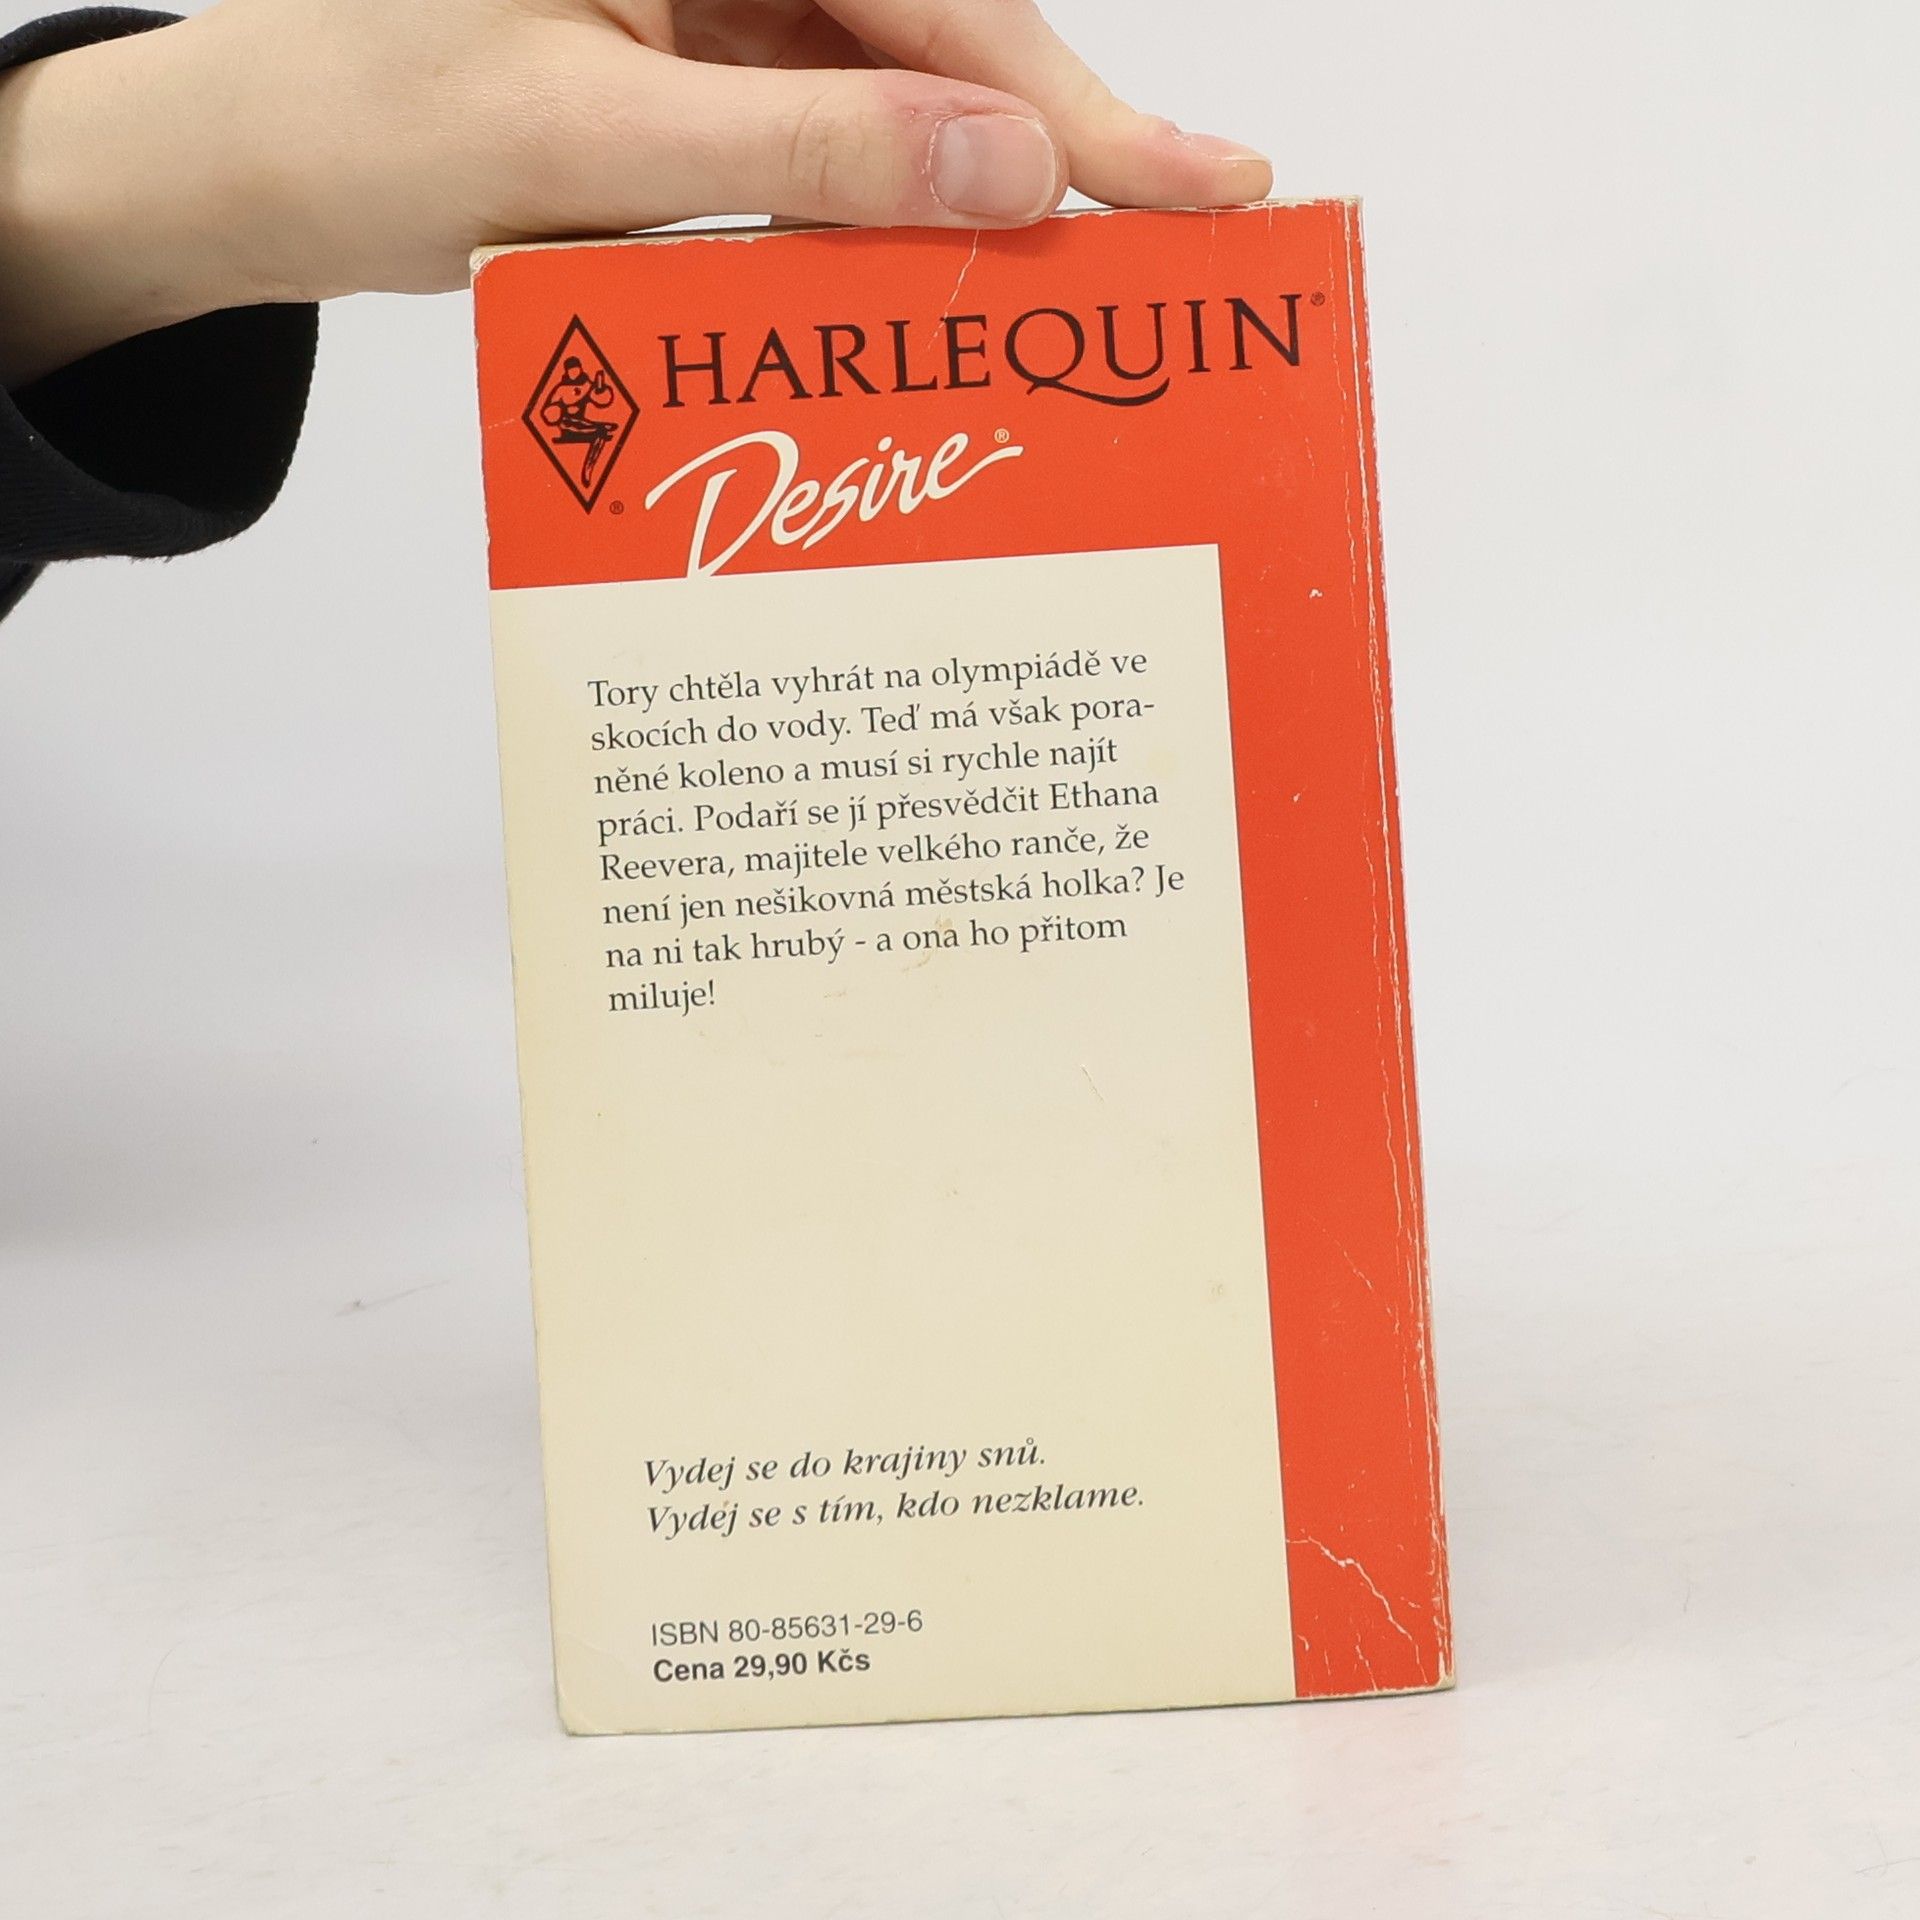 HARLEQUIN®
Desire®
®
Tory chtěla vyhrát na olympiádě ve
skocích do vody. Teď má však pora-
něné koleno a musí si rychle najít
práci. Podaří se jí přesvědčit Ethana
Reevera, majitele velkého ranče, že
není jen nešikovná městská holka? Je
na ni tak hrubý - a ona ho přitom
miluje!
Vydej se do krajiny snů.
Vydej se s tím, kdo nezklame.
ISBN 80-85631-29-6
Cena 29,90 Kčs